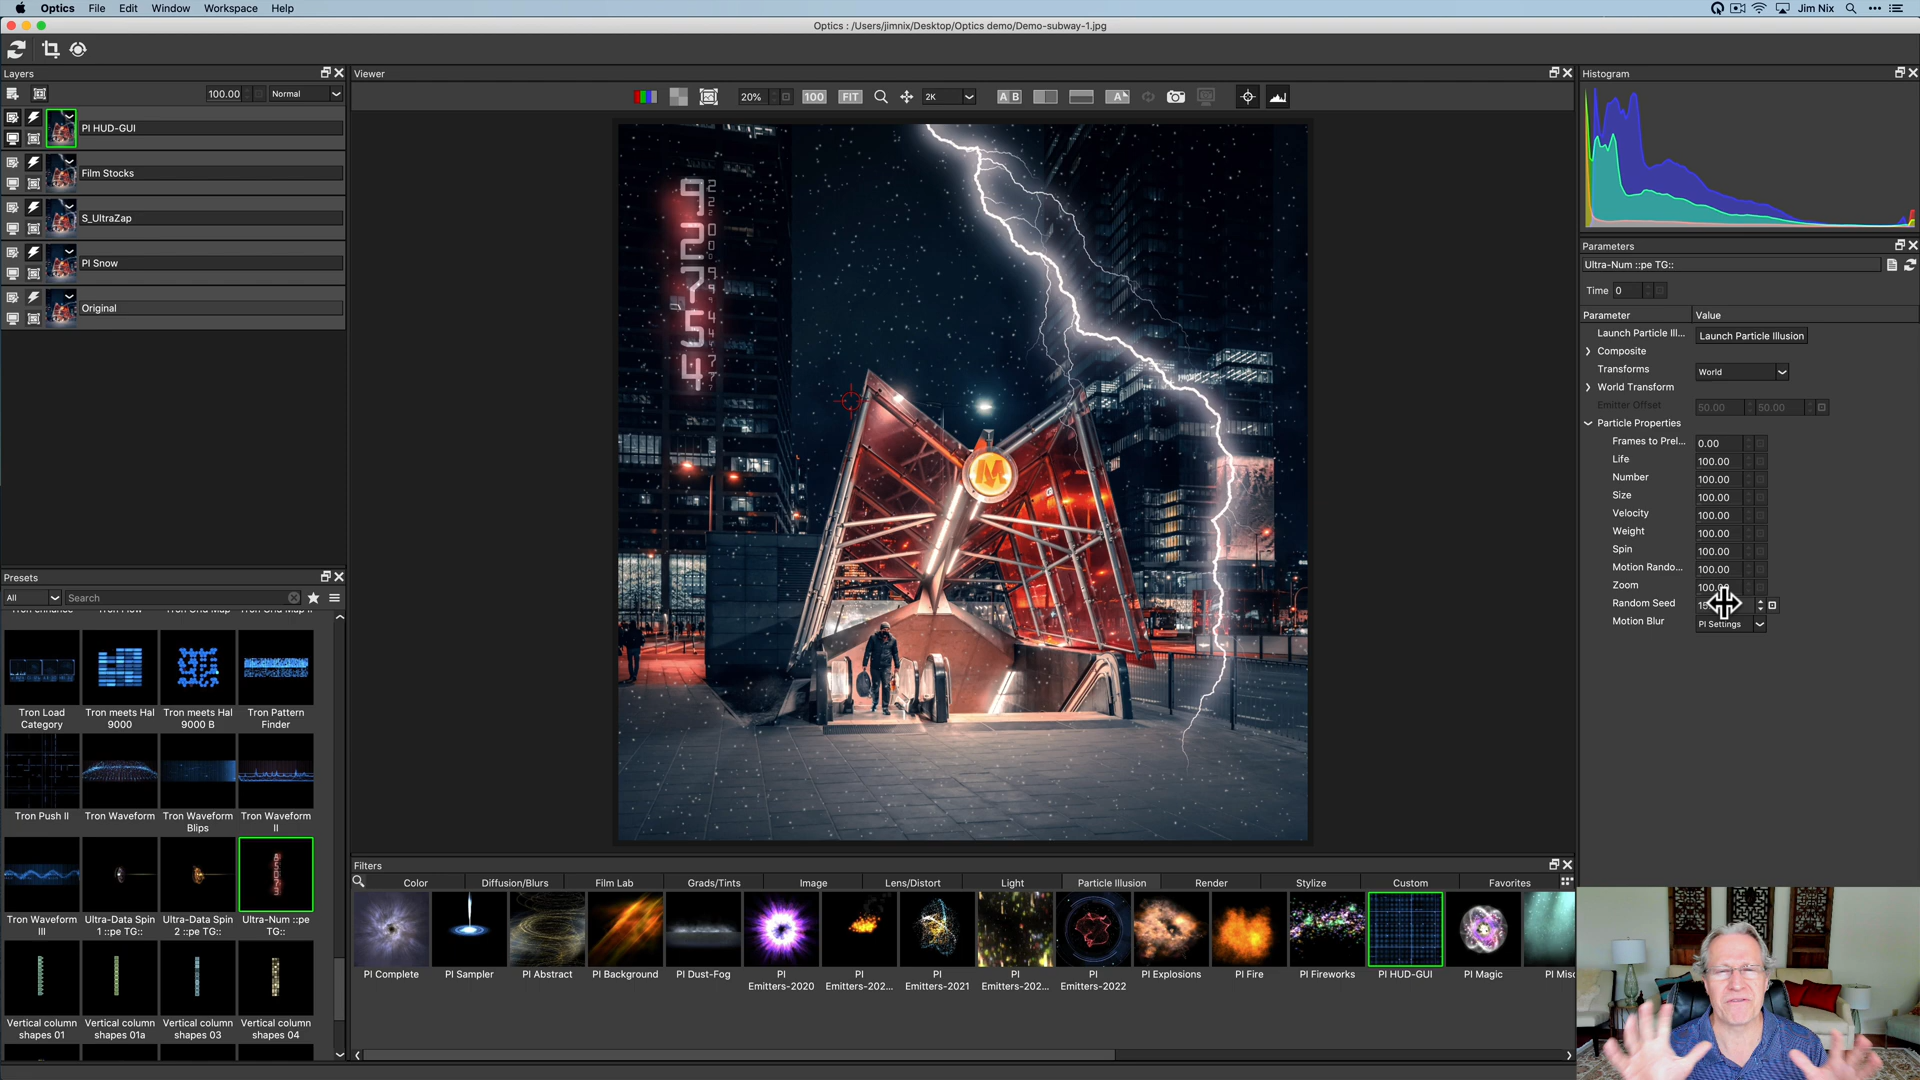 Optics File Edit Window Workspace Help
Jim Nix
Optics : /Users/jimnix/Desktop/Optics demo/Demo-subway-1.jpg
Layers
100.00 Normal
PI HUD-GUI
Film Stocks
S_UltraZap
PI Snow
Original
Viewer
20% 100 FIT 2K A B A
M
Histogram
Parameters
Ultra-Num ::pe TG::
Time 0
Parameter Value
Launch Particle Ill... Launch Particle Illusion
Composite
Transforms World
World Transform
Emitter Offset 50.00 50.00
Particle Properties
Frames to Prel... 0.00
Life 100.00
Number 100.00
Size 100.00
Velocity 100.00
Weight 100.00
Spin 100.00
Motion Rando... 100.00
Zoom 100.00
Random Seed
Motion Blur PI Settings
Presets
All Search
Tron Load Category
Tron meets Hal 9000
Tron meets Hal 9000 B
Tron Pattern Finder
Tron Push II
Tron Waveform
Tron Waveform Blips
Tron Waveform II
Tron Waveform III
Ultra-Data Spin 1 ::pe TG::
Ultra-Data Spin 2 ::pe TG::
Ultra-Num ::pe TG::
Vertical column shapes 01
Vertical column shapes 01a
Vertical column shapes 03
Vertical column shapes 04
Filters
Color Diffusion/Blurs Film Lab Grads/Tints Image Lens/Distort Light Particle Illusion Render Stylize Custom Favorites
PI Complete
PI Sampler
PI Abstract
PI Background
PI Dust-Fog
PI Emitters-2020
PI Emitters-202...
PI Emitters-2021
PI Emitters-202...
PI Emitters-2022
PI Explosions
PI Fire
PI Fireworks
PI HUD-GUI
PI Magic
PI Misc